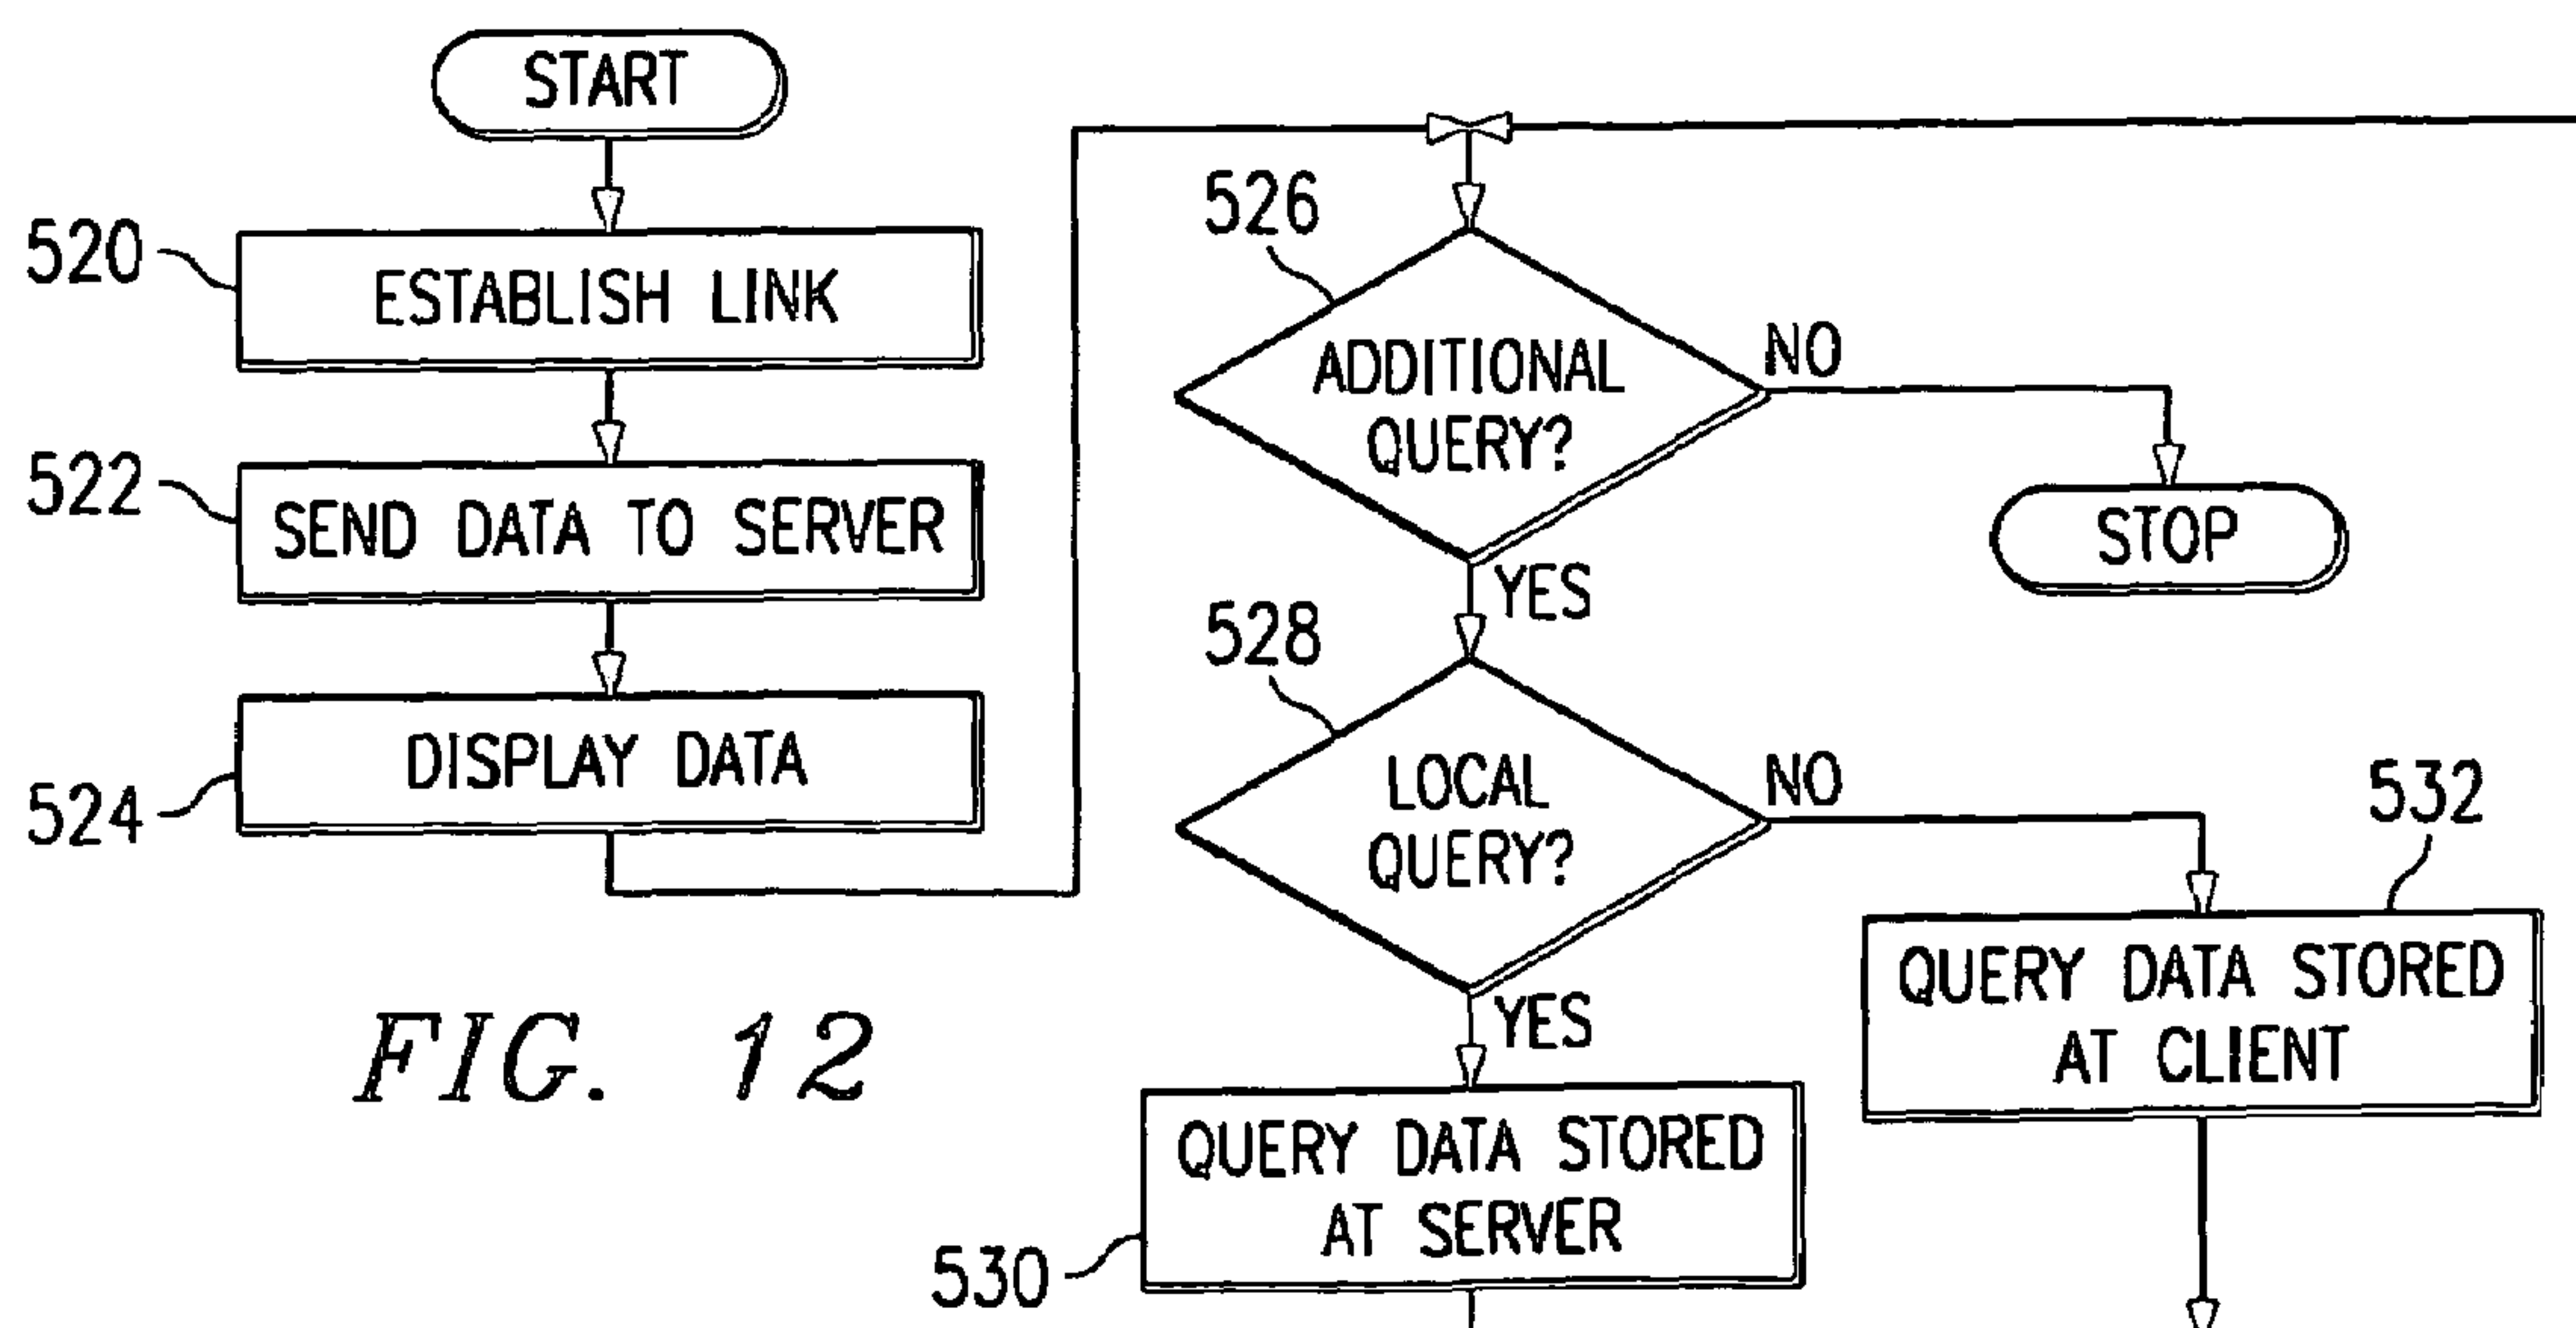 START
520
ESTABLISH LINK
522
SEND DATA TO SERVER
524
DISPLAY DATA
526
ADDITIONAL
QUERY?
NO
STOP
YES
528
LOCAL
QUERY?
NO
532
QUERY DATA STORED
AT CLIENT
YES
QUERY DATA STORED
AT SERVER
530
FIG. 12